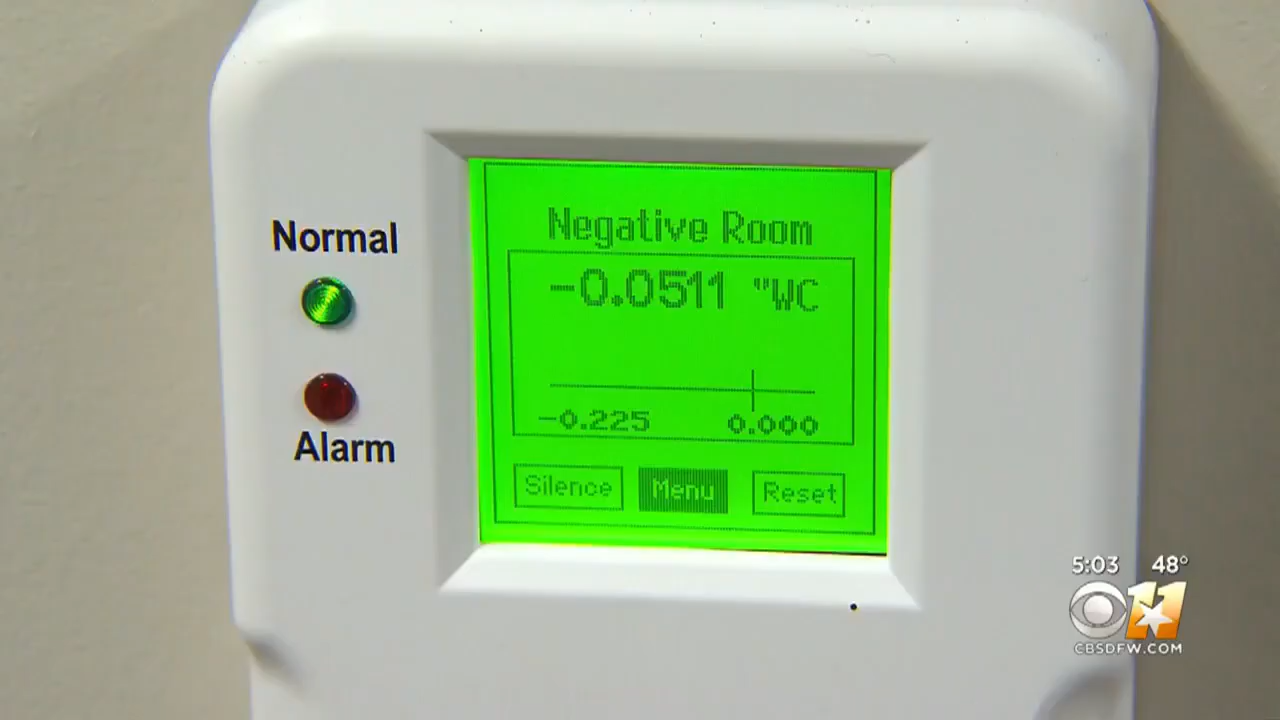 Normal
Alarm
Negative Room
-0.0511 "WC
-0.225 0.000
Silence Menu Reset
5:03 48°
11
CBSDFW.COM